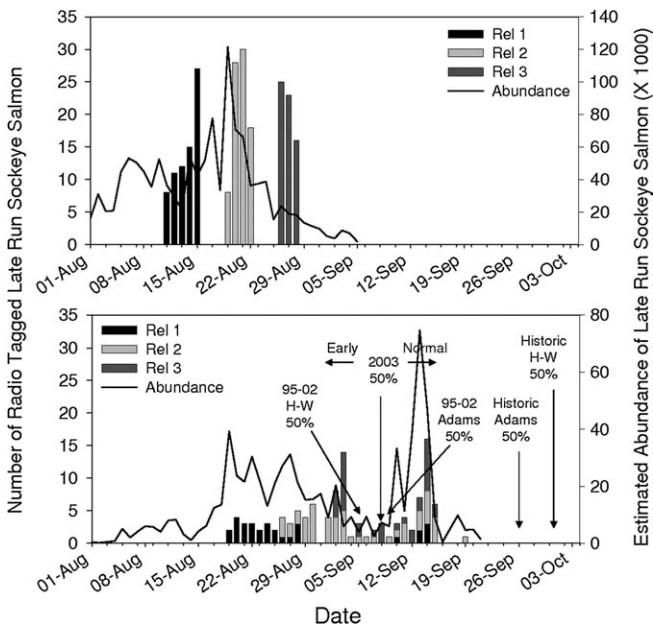 Number of Radio Tagged Late Run Sockeye Salmon
Estimated Abundance of Late Run Sockeye Salmon (X 1000)
35
30
25
20
15
10
5
0
140
120
100
80
60
40
20
0
Rel 1
Rel 2
Rel 3
Abundance
01-Aug
08-Aug
15-Aug
22-Aug
29-Aug
05-Sep
12-Sep
19-Sep
26-Sep
03-Oct
35
30
25
20
15
10
5
0
80
60
40
20
0
Rel 1
Rel 2
Rel 3
Abundance
Early
Normal
2003
50%
95-02
H-W
50%
95-02
Adams
50%
Historic
Adams
50%
Historic
H-W
50%
01-Aug
08-Aug
15-Aug
22-Aug
29-Aug
05-Sep
12-Sep
19-Sep
26-Sep
03-Oct
Date